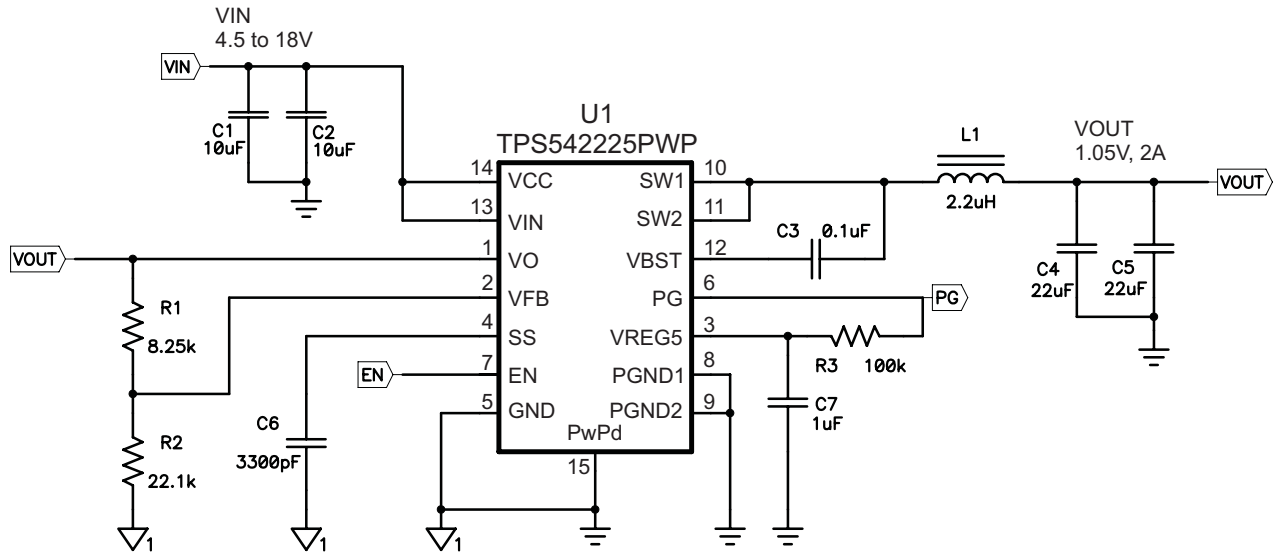 VIN
4.5 to 18V
VIN
C1
10uF
C2
10uF
U1
TPS542225PWP
14
VCC
SW1
10
13
VIN
SW2
11
1
VO
VBST
12
2
VFB
PG
6
4
SS
VREG5
3
7
EN
PGND1
8
5
GND
PGND2
9
PwPd
15
L1
2.2uH
VOUT
1.05V, 2A
VOUT
C3
0.1uF
C4
22uF
C5
22uF
VOUT
R1
8.25k
PG
R3
100k
EN
C7
1uF
C6
3300pF
R2
22.1k
1
1
1